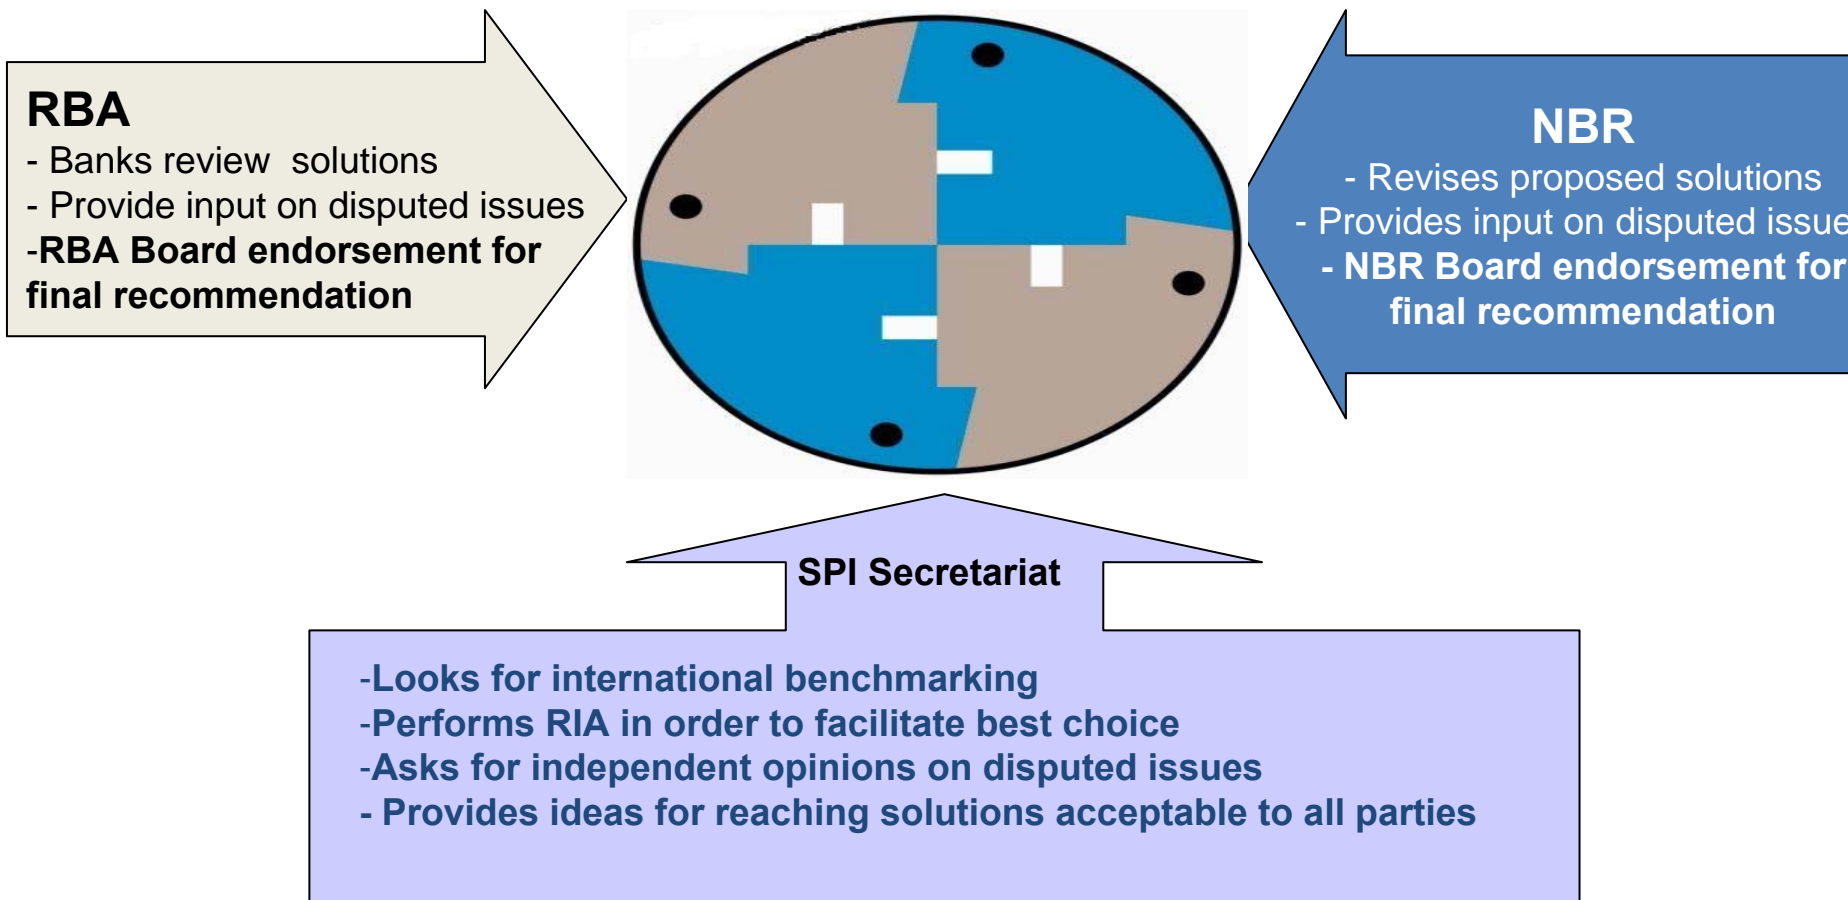 RBA
- Banks review  solutions
- Provide input on disputed issues
-RBA Board endorsement for
final recommendation
NBR
- Revises proposed solutions
- Provides input on disputed issue
- NBR Board endorsement for
final recommendation
SPI Secretariat
-Looks for international benchmarking
-Performs RIA in order to facilitate best choice
-Asks for independent opinions on disputed issues
- Provides ideas for reaching solutions acceptable to all parties